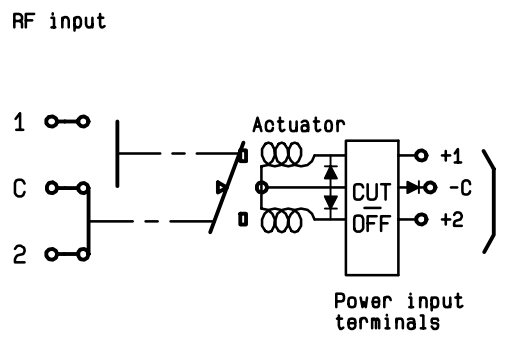 RF input
Actuator
1
+1
C
CUT
OFF
-C
+2
2
Power input
terminals